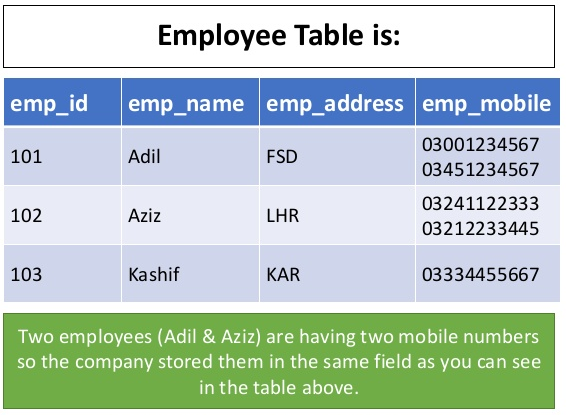 Employee Table is:
emp_id emp_name emp_address emp_mobile
101 Adil FSD 03001234567
03451234567
102 Aziz LHR 03241122333
03212233445
103 Kashif KAR 03334455667
Two employees (Adil & Aziz) are having two mobile numbers
so the company stored them in the same field as you can see
in the table above.